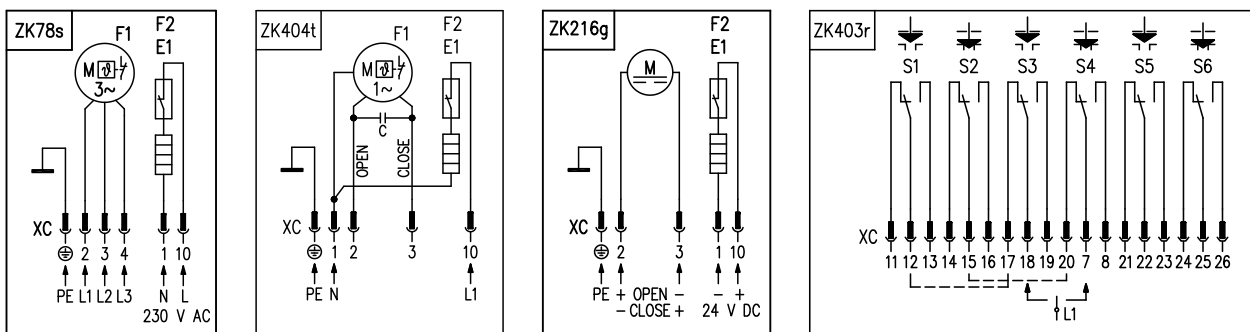 ZK78s
F1
F2
E1
M ϑ
3~
XC
2 3 4 1 10
PE L1 L2 L3 N L
230 V AC
ZK404t
F1
F2
E1
M ϑ
1~
C
OPEN
CLOSE
XC
1 2 3 10
PE N L1
ZK216g
F2
E1
M
XC
2 3 1 10
PE + OPEN − − +
− CLOSE + 24 V DC
ZK403r
S1 S2 S3 S4 S5 S6
XC
11 12 13 14 15 16 17 18 19 20 7 8 21 22 23 24 25 26
L1